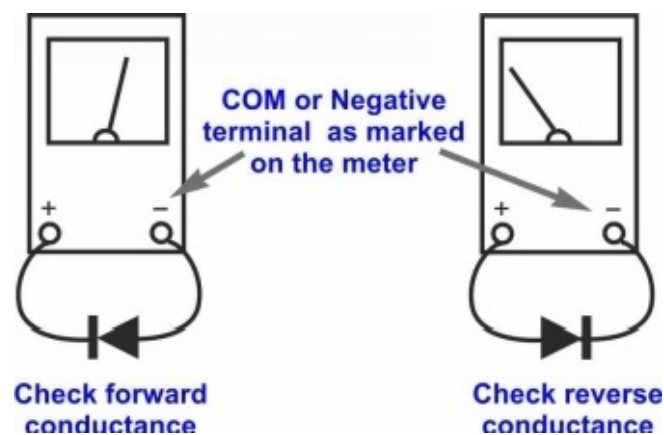 COM or Negative
terminal as marked
on the meter
+ −
+ −
Check forward
conductance
Check reverse
conductance